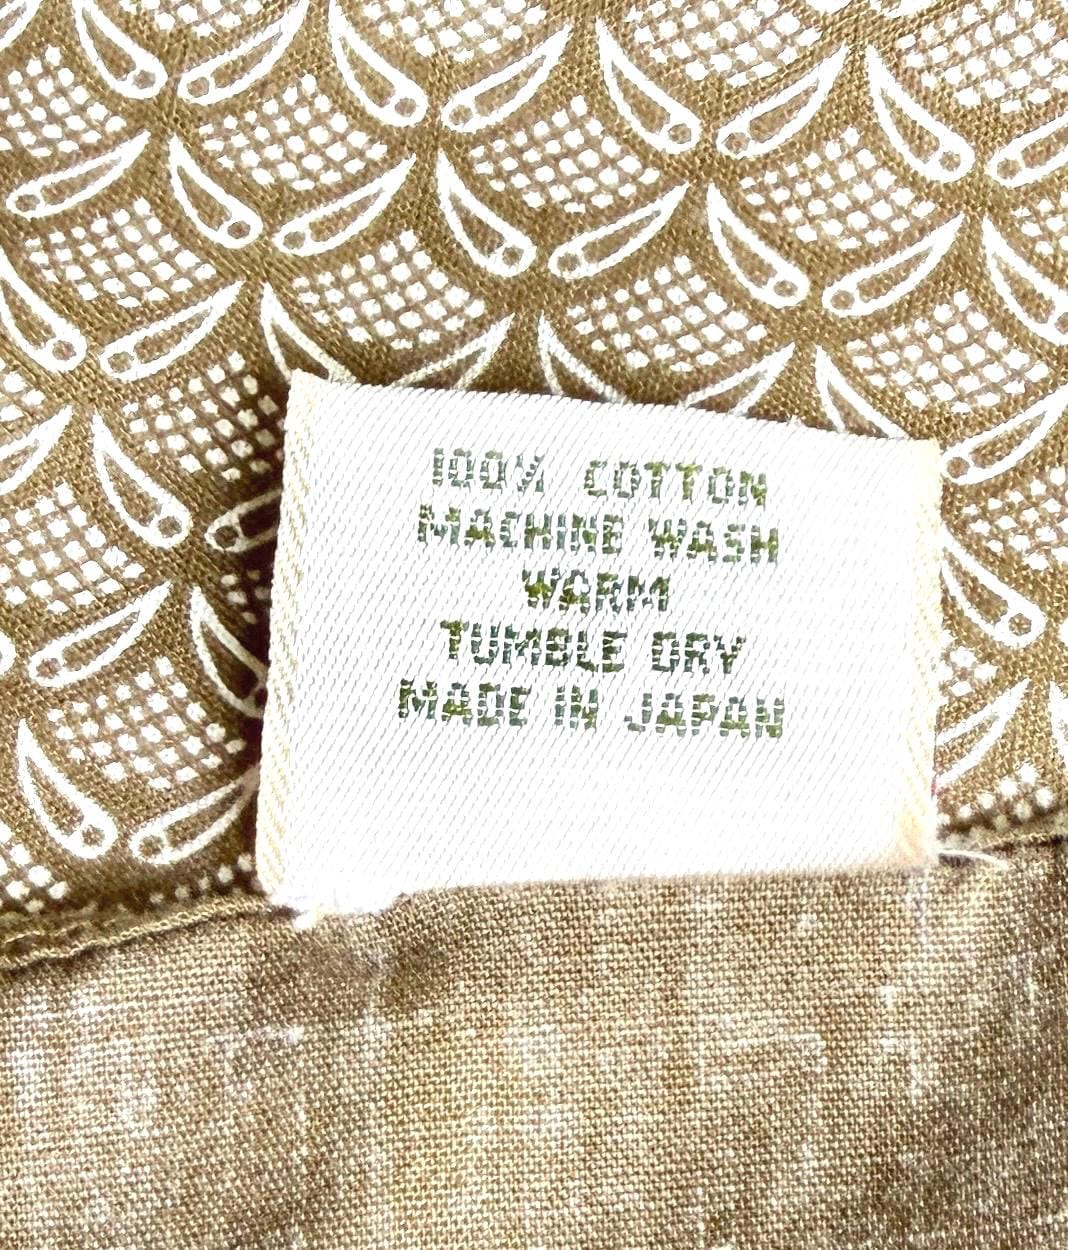 100% COTTON
MACHINE WASH
WARM
TUMBLE DRY
MADE IN JAPAN